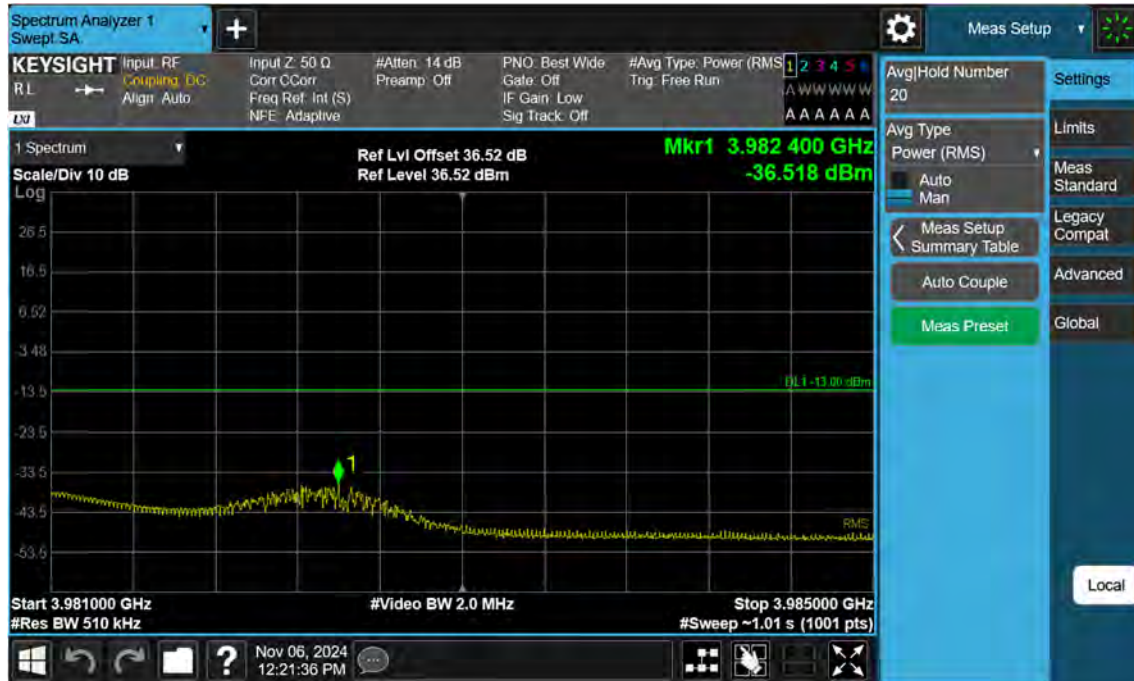 Spectrum Analyzer 1
Swept SA
+
Meas Setup
KEYSIGHT
RL
LXI
Input: RF
Coupling: DC
Align: Auto
Input Z: 50 Ω
Corr CCorr
Freq Ref: Int (S)
NFE: Adaptive
#Atten: 14 dB
Preamp: Off
PNO: Best Wide
Gate: Off
IF Gain: Low
Sig Track: Off
#Avg Type: Power (RMS)
Trig: Free Run
1 2 3 4 5 6
A W W W W W
A A A A A A
1 Spectrum
Scale/Div 10 dB
Log
Ref Lvl Offset 36.52 dB
Ref Level 36.52 dBm
Mkr1 3.982 400 GHz
-36.518 dBm
26.5
16.5
6.52
-3.48
-13.5
-23.5
-33.5
-43.5
-53.5
DL1 -13.00 dBm
1
RMS
Start 3.981000 GHz
#Res BW 510 kHz
#Video BW 2.0 MHz
Stop 3.985000 GHz
#Sweep ~1.01 s (1001 pts)
Avg|Hold Number
20
Avg Type
Power (RMS)
Auto
Man
Meas Setup
Summary Table
Auto Couple
Meas Preset
Settings
Limits
Meas
Standard
Legacy
Compat
Advanced
Global
Local
?
Nov 06, 2024
12:21:36 PM